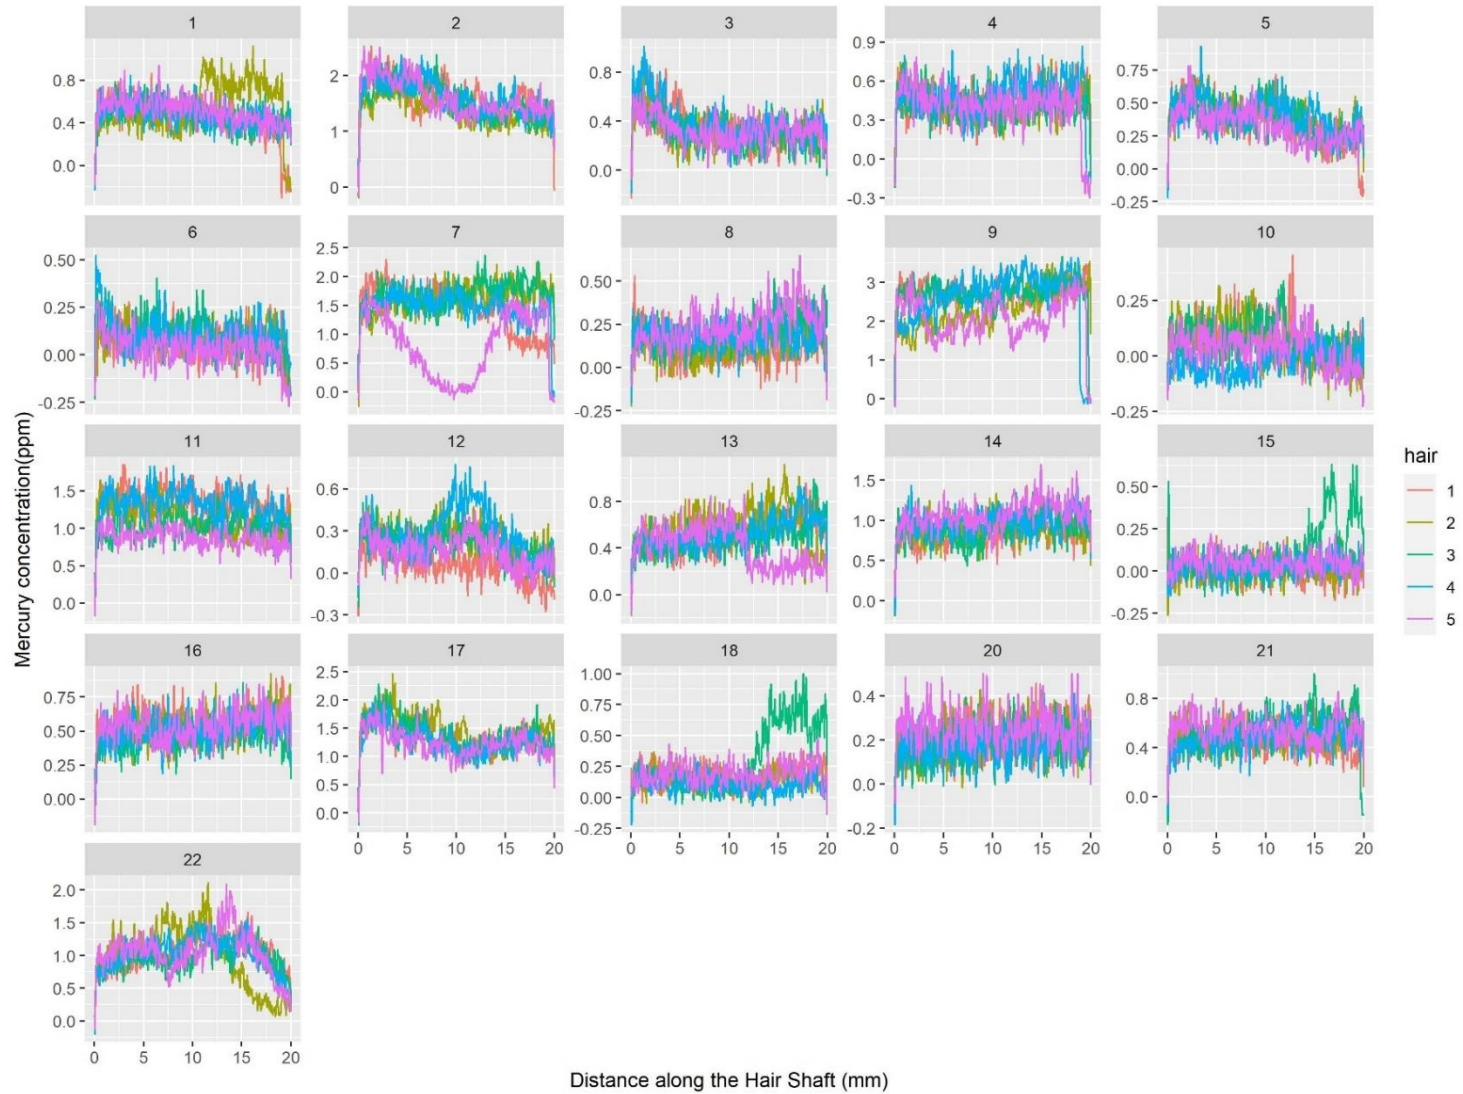 1 2 3 4 5
0.8 2 0.8 0.9 0.75
0.4 1 0.4 0.6 0.50
0.0 0 0.0 0.3 0.25
0.0 0.00
-0.3 -0.25
6 7 8 9 10
0.50 2.5 0.50 3 0.25
0.25 2.0 0.25 2 0.00
0.00 1.5 0.00 1 -0.25
-0.25 1.0 -0.25 0
0.5
0.0
11 12 13 14 15
1.5 0.6 0.8 1.5 0.50
1.0 0.3 0.4 1.0 0.25
0.5 0.0 0.0 0.5 0.00
0.0 -0.3 0.0 -0.25
16 17 18 20 21
0.75 2.5 1.00 0.4 0.8
0.50 2.0 0.75 0.2 0.4
0.25 1.5 0.50 0.0 0.0
0.00 1.0 0.25 -0.2
0.5 0.00
0.0 -0.25
0 5 10 15 20 0 5 10 15 20 0 5 10 15 20 0 5 10 15 20
22
2.0
1.5
1.0
0.5
0.0
0 5 10 15 20
Mercury concentration(ppm)
Distance along the Hair Shaft (mm)
hair
1
2
3
4
5